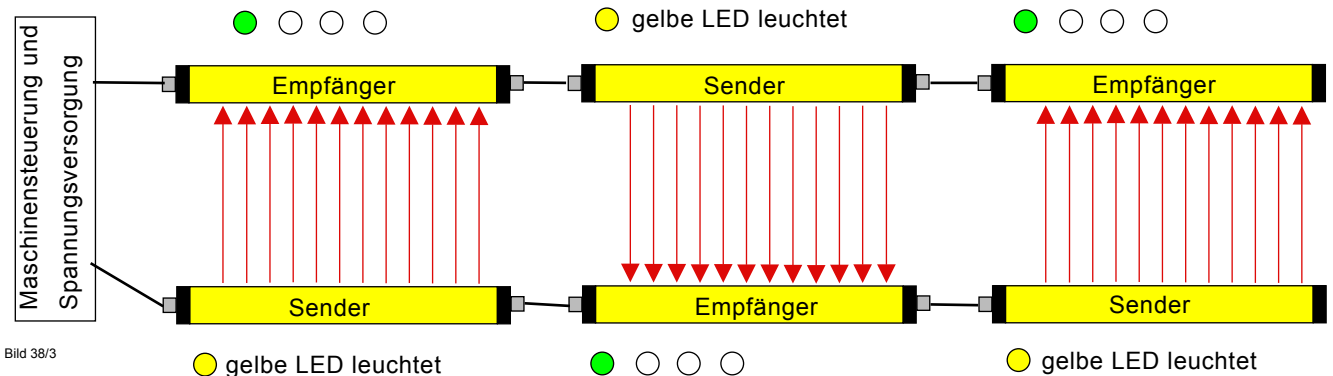 Maschinensteuerung und
Spannungsversorgung
gelbe LED leuchtet
Empfänger
Sender
Empfänger
Sender
Empfänger
Sender
Bild 38/3
gelbe LED leuchtet
gelbe LED leuchtet